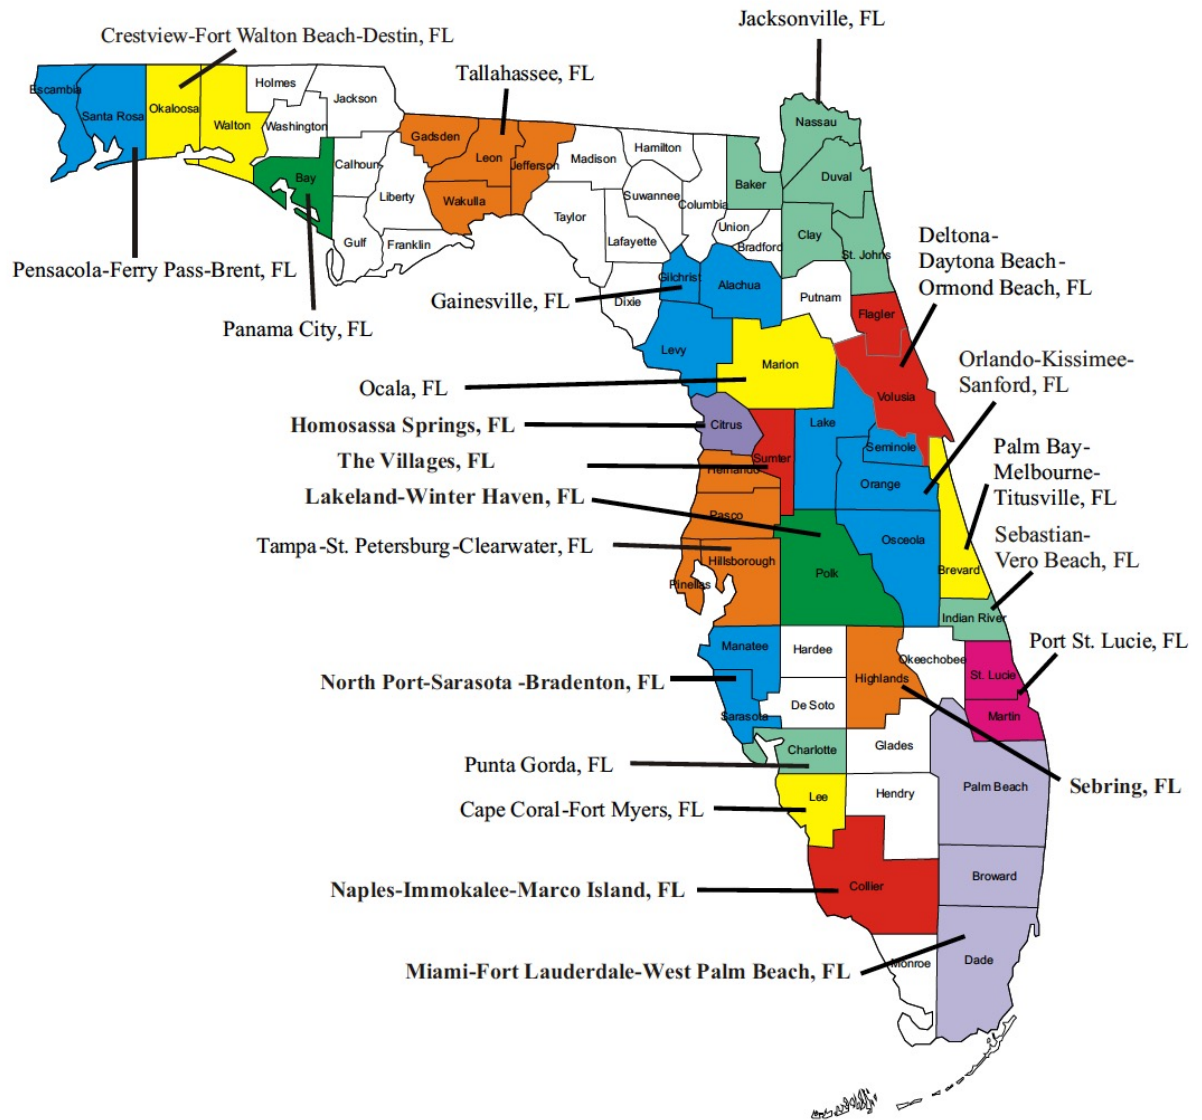 Jacksonville, FL
Crestview-Fort Walton Beach-Destin, FL
Tallahassee, FL
Escambia
Santa Rosa
Okaloosa
Walton
Holmes
Washington
Jackson
Bay
Calhoun
Gulf
Liberty
Franklin
Gadsden
Leon
Jefferson
Wakulla
Madison
Taylor
Hamilton
Suwannee
Lafayette
Columbia
Dixie
Union
Bradford
Baker
Nassau
Duval
Clay
St. Johns
Putnam
Gilchrist
Alachua
Levy
Marion
Flagler
Volusia
Pensacola-Ferry Pass-Brent, FL
Panama City, FL
Gainesville, FL
Deltona-
Daytona Beach-
Ormond Beach, FL
Ocala, FL
Homosassa Springs, FL
The Villages, FL
Lakeland-Winter Haven, FL
Tampa-St. Petersburg-Clearwater, FL
Orlando-Kissimee-
Sanford, FL
Palm Bay-
Melbourne-
Titusville, FL
Sebastian-
Vero Beach, FL
Port St. Lucie, FL
Citrus
Sumter
Lake
Seminole
Orange
Hernando
Pasco
Hillsborough
Pinellas
Polk
Osceola
Brevard
Indian River
Manatee
Hardee
Highlands
Okeechobee
St. Lucie
Sarasota
De Soto
Martin
North Port-Sarasota -Bradenton, FL
Punta Gorda, FL
Cape Coral-Fort Myers, FL
Naples-Immokalee-Marco Island, FL
Miami-Fort Lauderdale-West Palm Beach, FL
Sebring, FL
Charlotte
Glades
Lee
Hendry
Palm Beach
Collier
Broward
Monroe
Dade